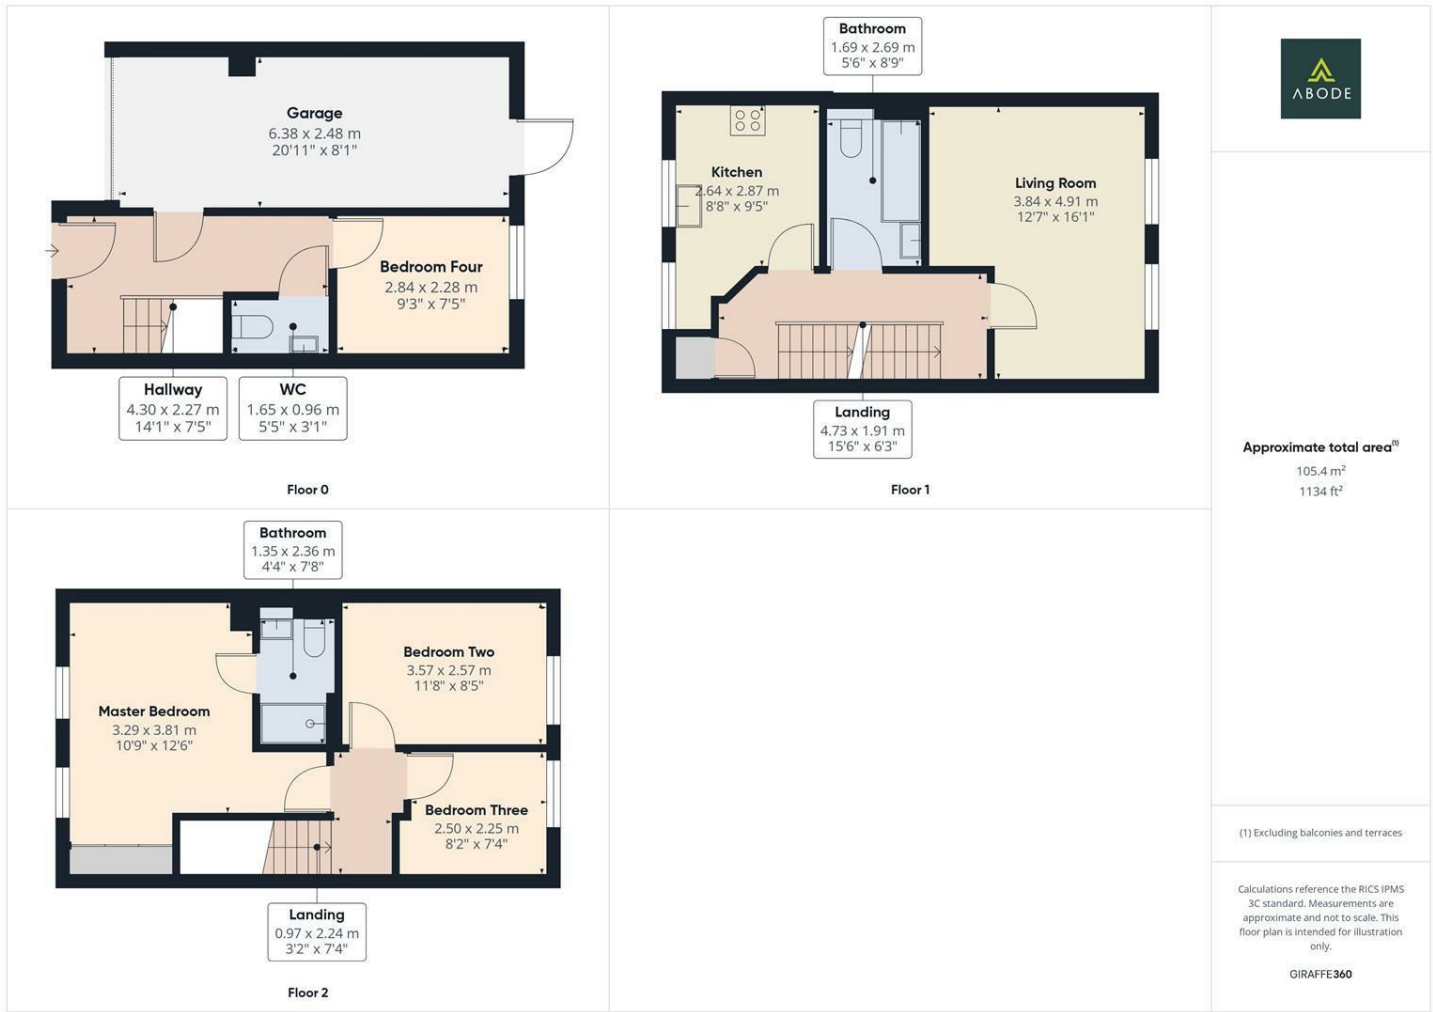 Garage
6.38 x 2.48 m
20'11" x 8'1"
Bedroom Four
2.84 x 2.28 m
9'3" x 7'5"
Hallway
4.30 x 2.27 m
14'1" x 7'5"
WC
1.65 x 0.96 m
5'5" x 3'1"
Floor 0
Bathroom
1.69 x 2.69 m
5'6" x 8'9"
Kitchen
2.64 x 2.87 m
8'8" x 9'5"
Living Room
3.84 x 4.91 m
12'7" x 16'1"
Landing
4.73 x 1.91 m
15'6" x 6'3"
Floor 1
Bathroom
1.35 x 2.36 m
4'4" x 7'8"
Bedroom Two
3.57 x 2.57 m
11'8" x 8'5"
Master Bedroom
3.29 x 3.81 m
10'9" x 12'6"
Bedroom Three
2.50 x 2.25 m
8'2" x 7'4"
Landing
0.97 x 2.24 m
3'2" x 7'4"
Floor 2
ABODE
Approximate total area⁽¹⁾
105.4 m²
1134 ft²
(1) Excluding balconies and terraces
Calculations reference the RICS IPMS
3C standard. Measurements are
approximate and not to scale. This
floor plan is intended for illustration
only.
GIRAFFE360